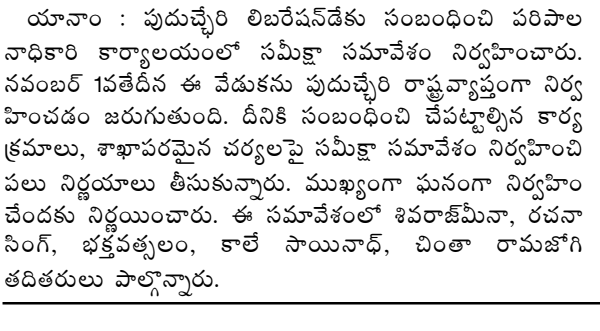 యానాం : పుదుచ్చేరి లిబరేషన్‌డేకు సంబంధించి పరిపాల
నాధికారి కార్యాలయంలో సమీక్షా సమావేశం నిర్వహించారు.
నవంబర్ 1వతేదీన ఈ వేడుకను పుదుచ్చేరి రాష్ట్రవ్యాప్తంగా నిర్వ
హించడం జరుగుతుంది. దీనికి సంబంధించి చేపట్టాల్సిన కార్య
క్రమాలు, శాఖాపరమైన చర్యలపై సమీక్షా సమావేశం నిర్వహించి
పలు నిర్ణయాలు తీసుకున్నారు. ముఖ్యంగా ఘనంగా నిర్వహిం
చేందకు నిర్ణయించారు. ఈ సమావేశంలో శివరాజ్‌మీనా, రచనా
సింగ్, భక్తవత్సలం, కాలే సాయినాధ్, చింతా రామజోగి
తదితరులు పాల్గొన్నారు.